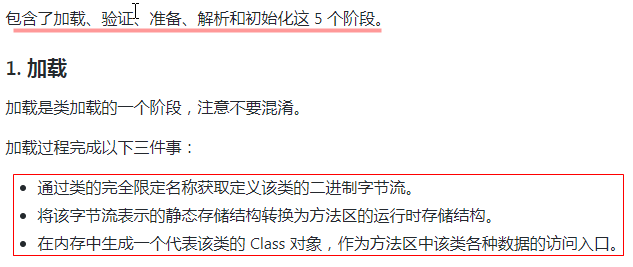 包含了加载、验证、准备、解析和初始化这 5 个阶段。
1. 加载
加载是类加载的一个阶段，注意不要混淆。
加载过程完成以下三件事：
• 通过类的完全限定名称获取定义该类的二进制字节流。
• 将该字节流表示的静态存储结构转换为方法区的运行时存储结构。
• 在内存中生成一个代表该类的 Class 对象，作为方法区中该类各种数据的访问入口。